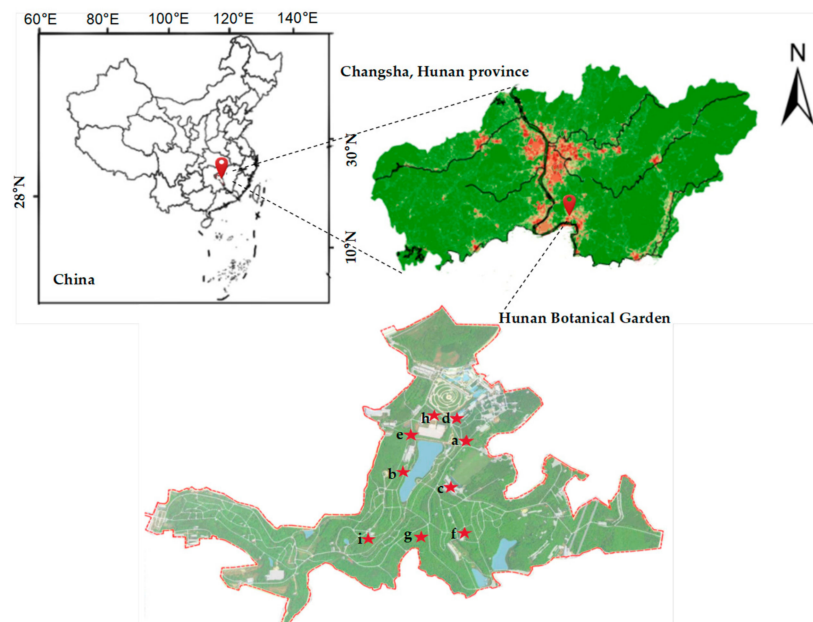 60°E 80°E 100°E 120°E 140°E
N
Changsha, Hunan province
30°N
28°N
10°N
China
Hunan Botanical Garden
h
d
e
a
b
c
i
g
f